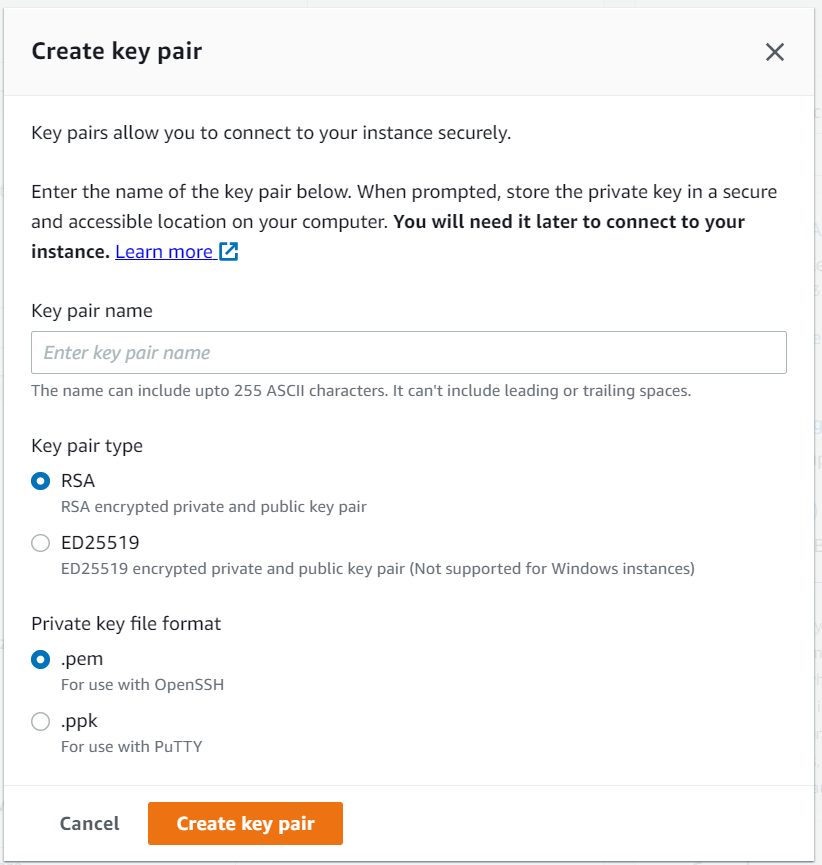 Create key pair
Key pairs allow you to connect to your instance securely.
Enter the name of the key pair below. When prompted, store the private key in a secure
and accessible location on your computer. You will need it later to connect to your
instance. Learn more
Key pair name
Enter key pair name
The name can include upto 255 ASCII characters. It can't include leading or trailing spaces.
Key pair type
RSA
RSA encrypted private and public key pair
ED25519
ED25519 encrypted private and public key pair (Not supported for Windows instances)
Private key file format
.pem
For use with OpenSSH
.ppk
For use with PuTTY
Cancel
Create key pair